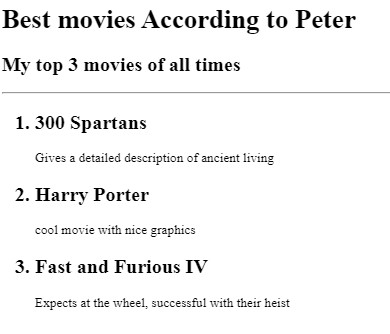 Best movies According to Peter
My top 3 movies of all times
1. 300 Spartans
Gives a detailed description of ancient living
2. Harry Porter
cool movie with nice graphics
3. Fast and Furious IV
Expects at the wheel, successful with their heist